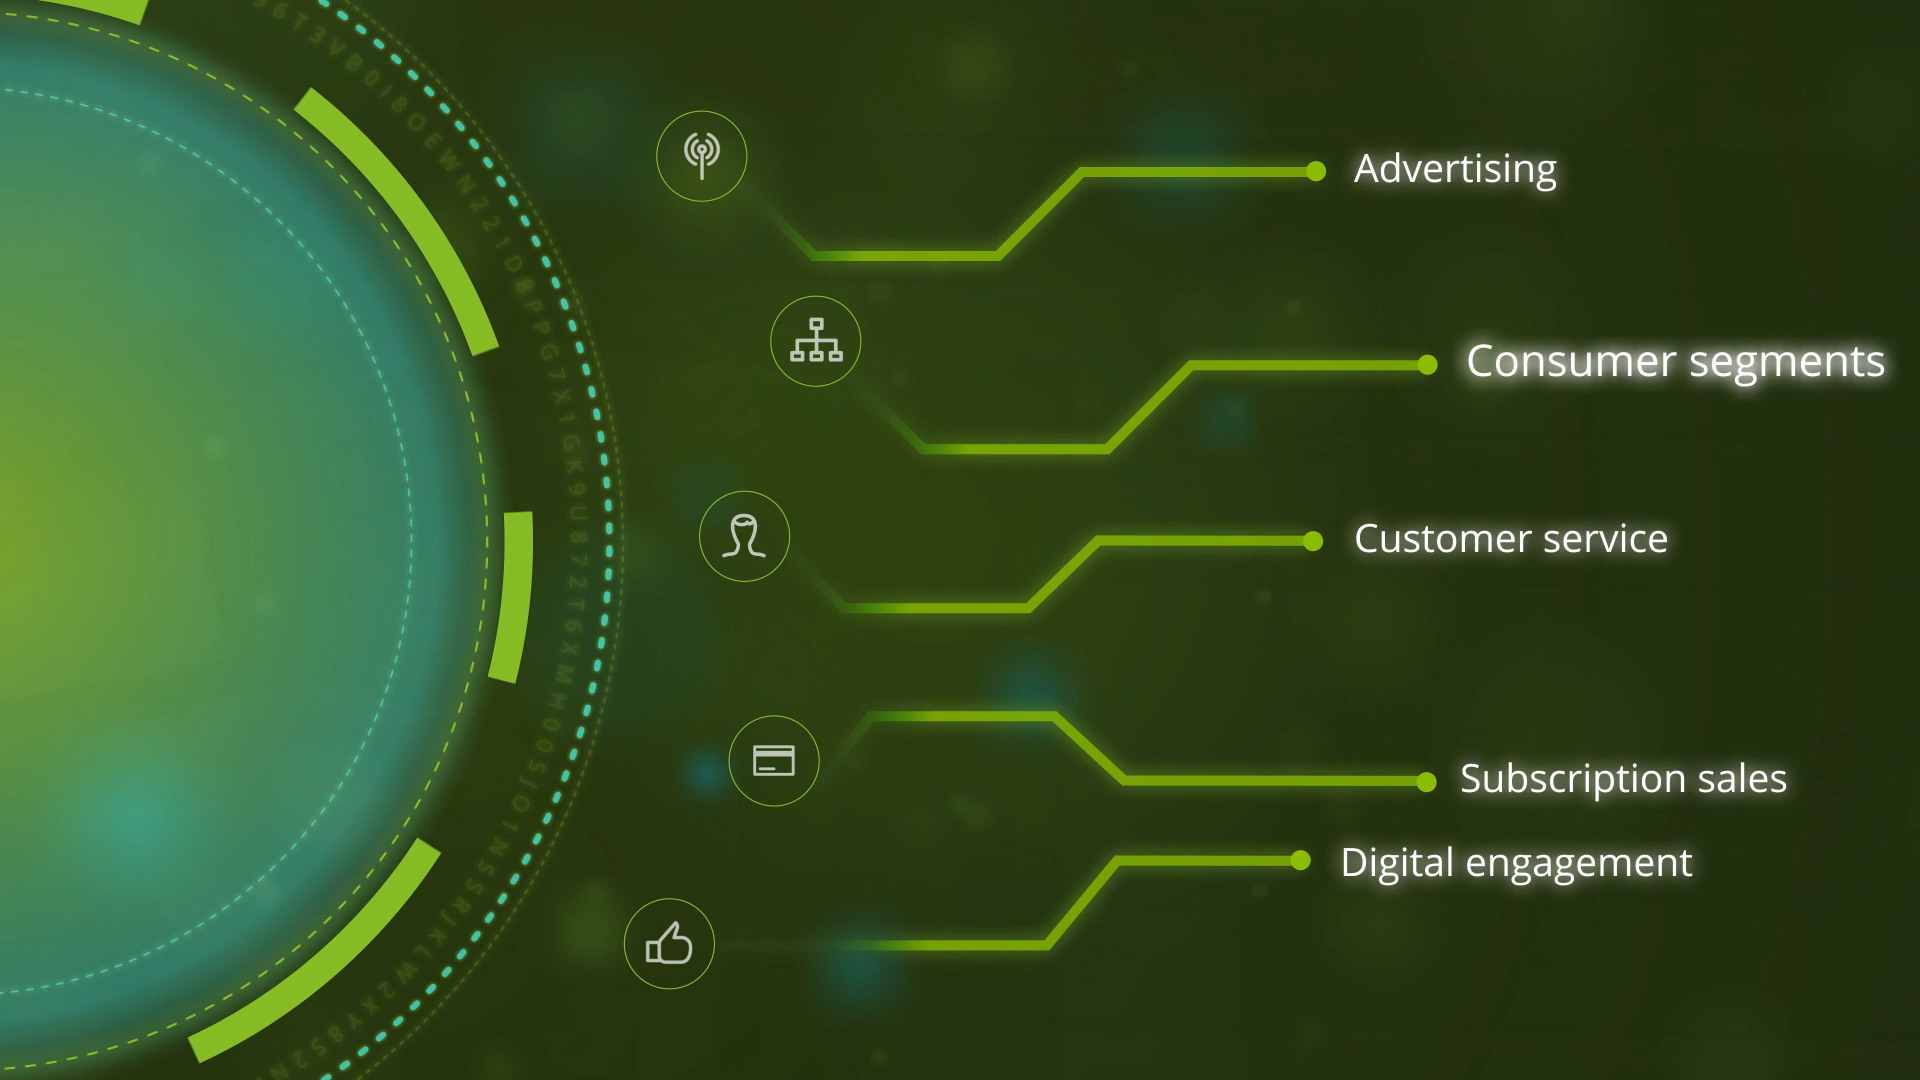 Advertising
Consumer segments
Customer service
Subscription sales
Digital engagement